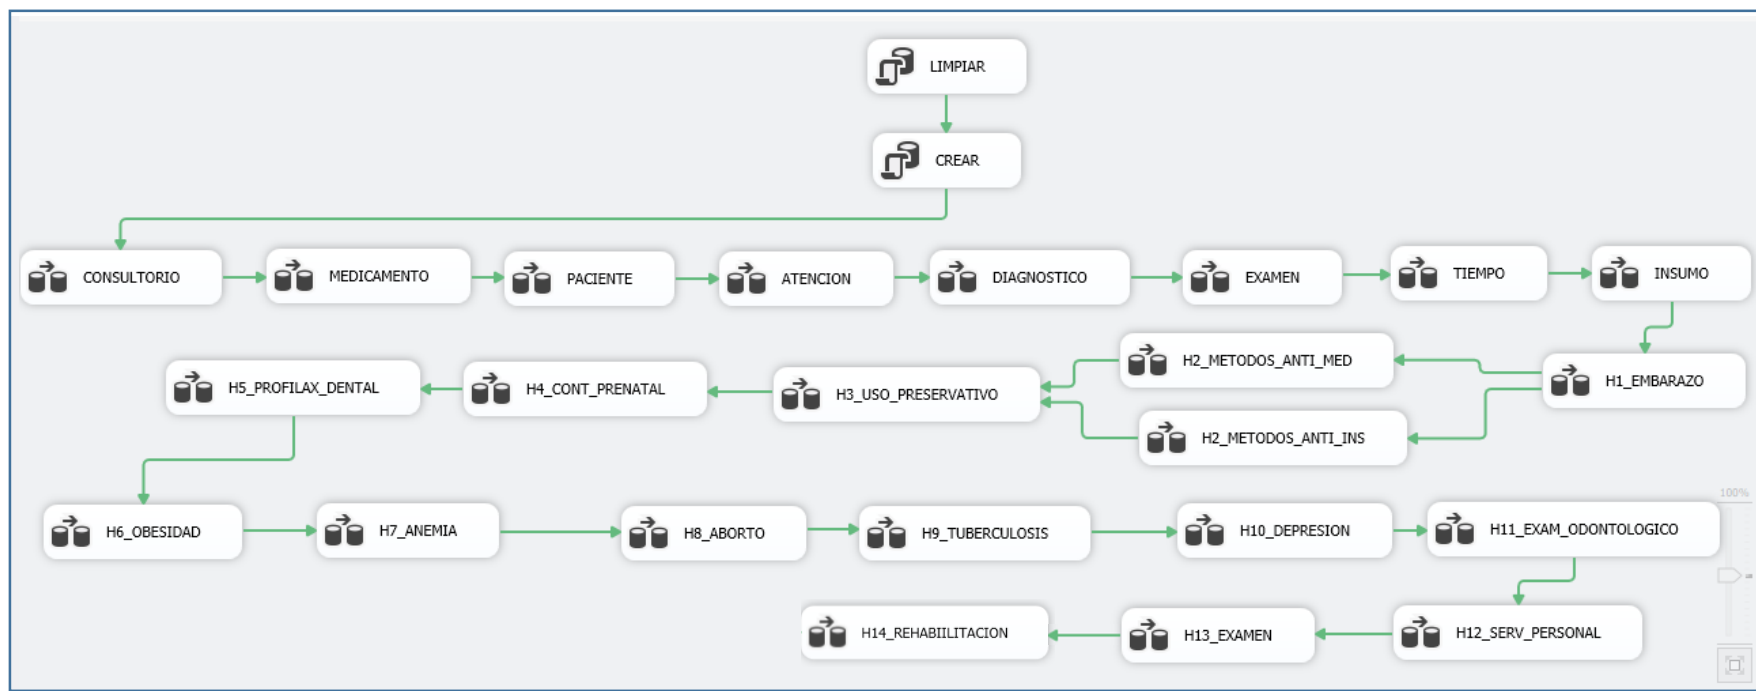 LIMPIAR
CREAR
CONSULTORIO
MEDICAMENTO
PACIENTE
ATENCION
DIAGNOSTICO
EXAMEN
TIEMPO
INSUMO
H1_EMBARAZO
H2_METODOS_ANTI_MED
H2_METODOS_ANTI_INS
H3_USO_PRESERVATIVO
H4_CONT_PRENATAL
H5_PROFILAX_DENTAL
H6_OBESIDAD
H7_ANEMIA
H8_ABORTO
H9_TUBERCULOSIS
H10_DEPRESION
H11_EXAM_ODONTOLOGICO
H12_SERV_PERSONAL
H13_EXAMEN
H14_REHABIILITACION
100%